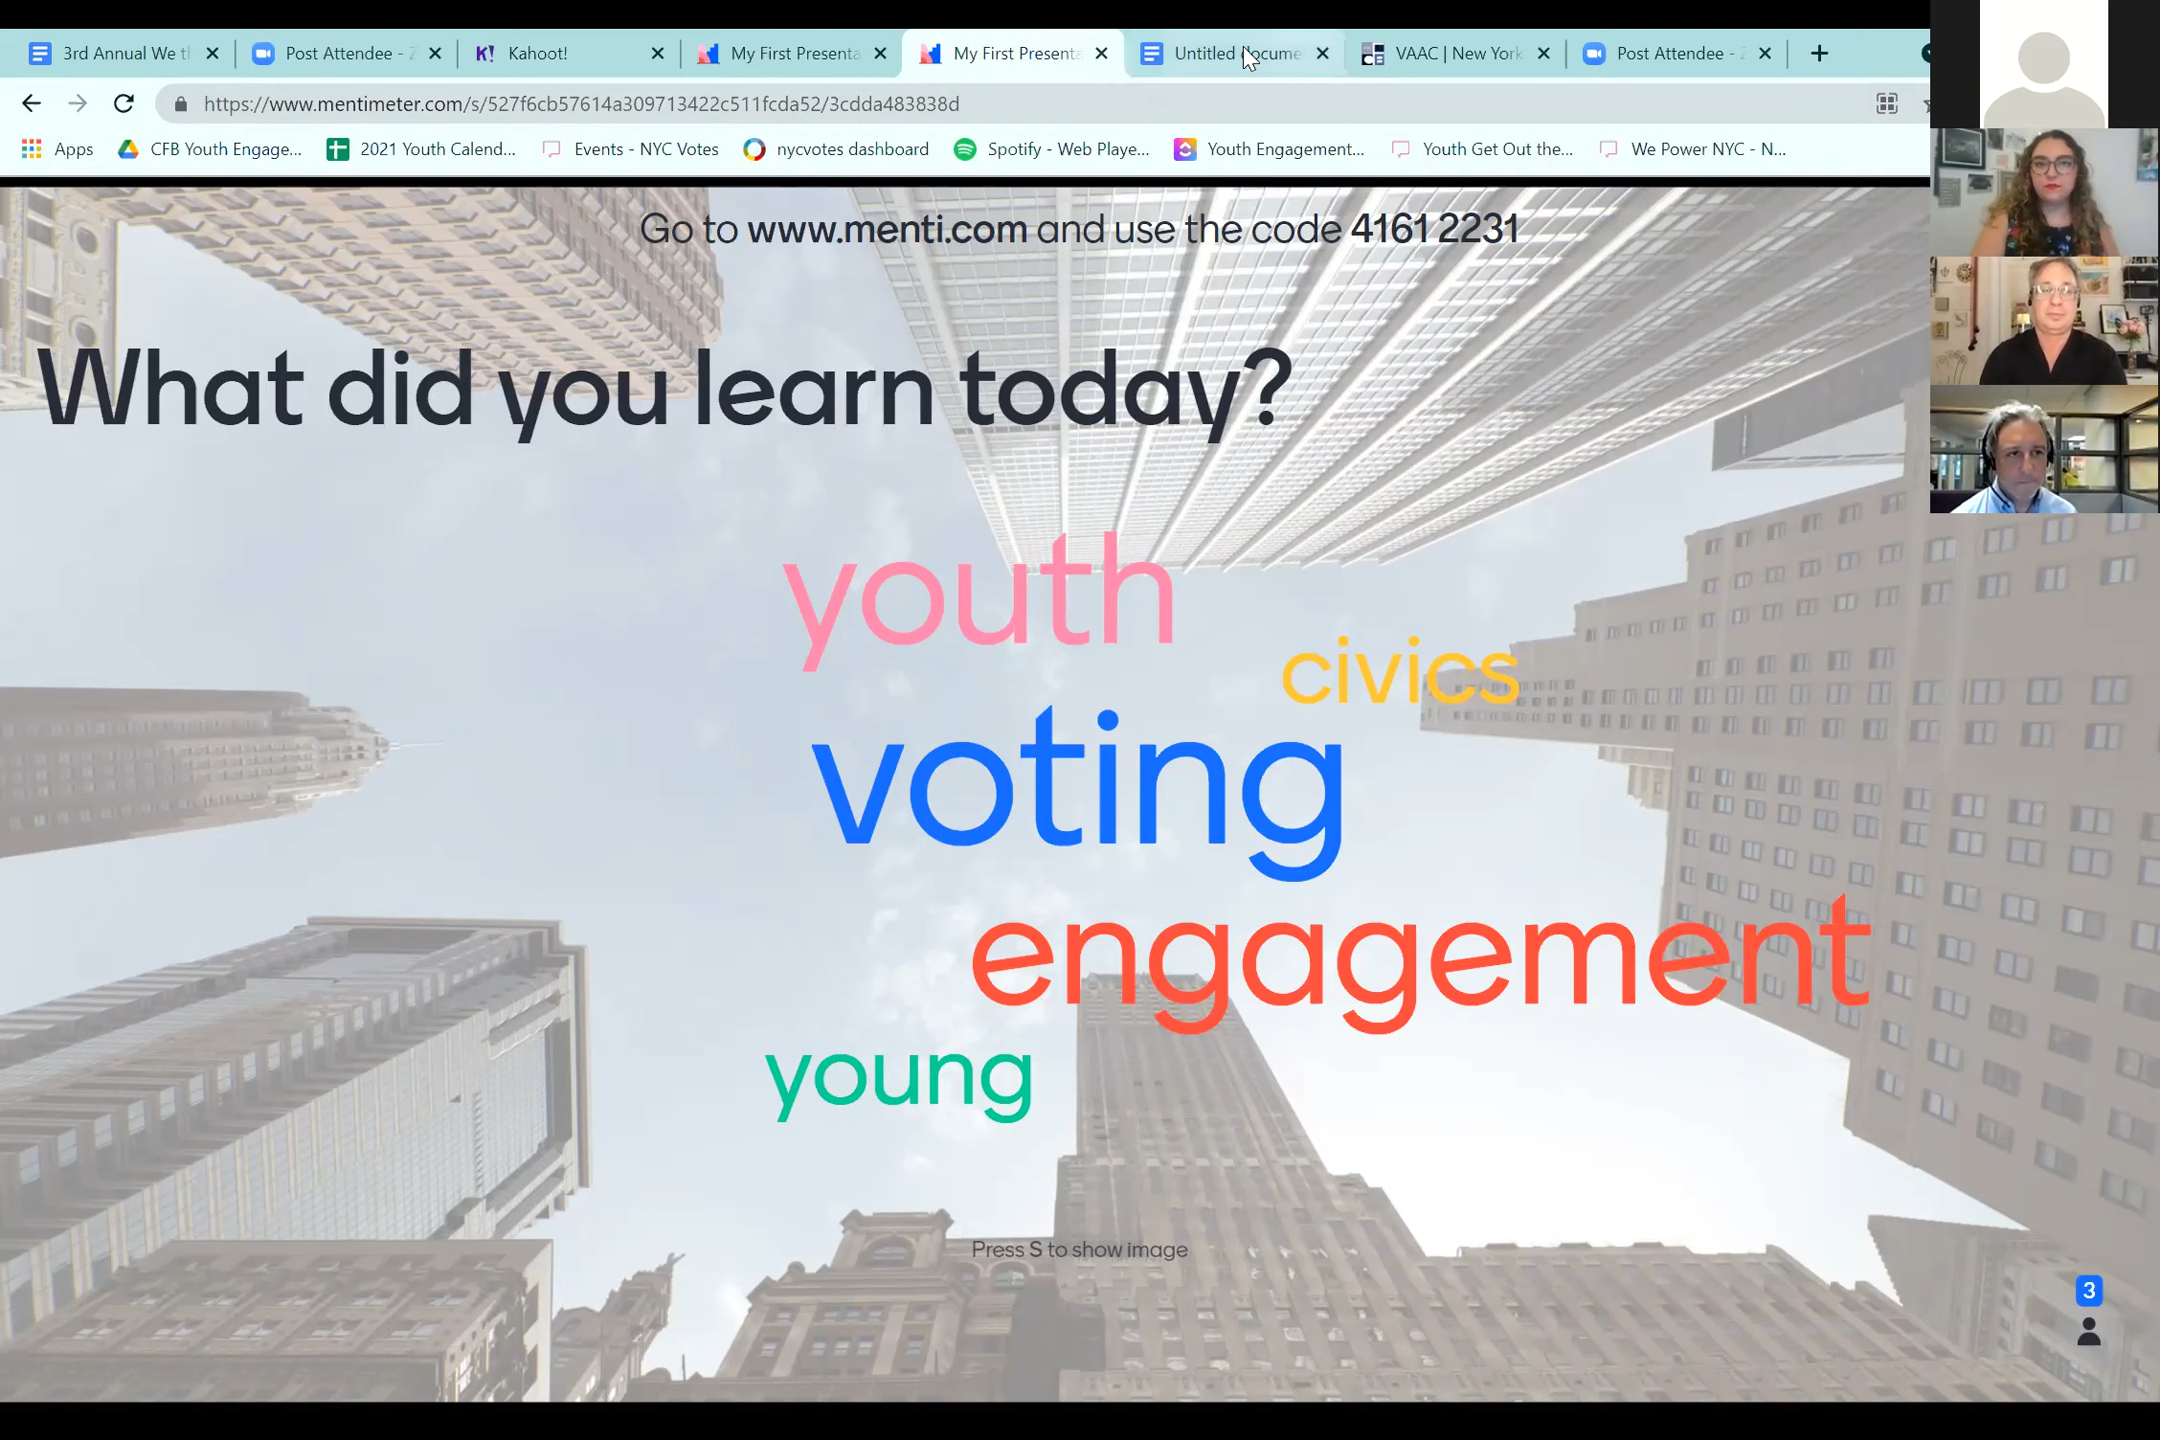 3rd Annual We t
Post Attendee -
K! Kahoot!
My First Presenta
My First Presenta
Untitled docume
CE VAAC | New York
Post Attendee -
https://www.mentimeter.com/s/527f6cb57614a309713422c511fcda52/3cdda483838d
Apps
CFB Youth Engage...
2021 Youth Calend...
Events - NYC Votes
nycvotes dashboard
Spotify - Web Playe...
Youth Engagement...
Youth Get Out the...
We Power NYC - N...
Go to www.menti.com and use the code 4161 2231
What did you learn today?
youth
civics
voting
engagement
young
Press S to show image
3